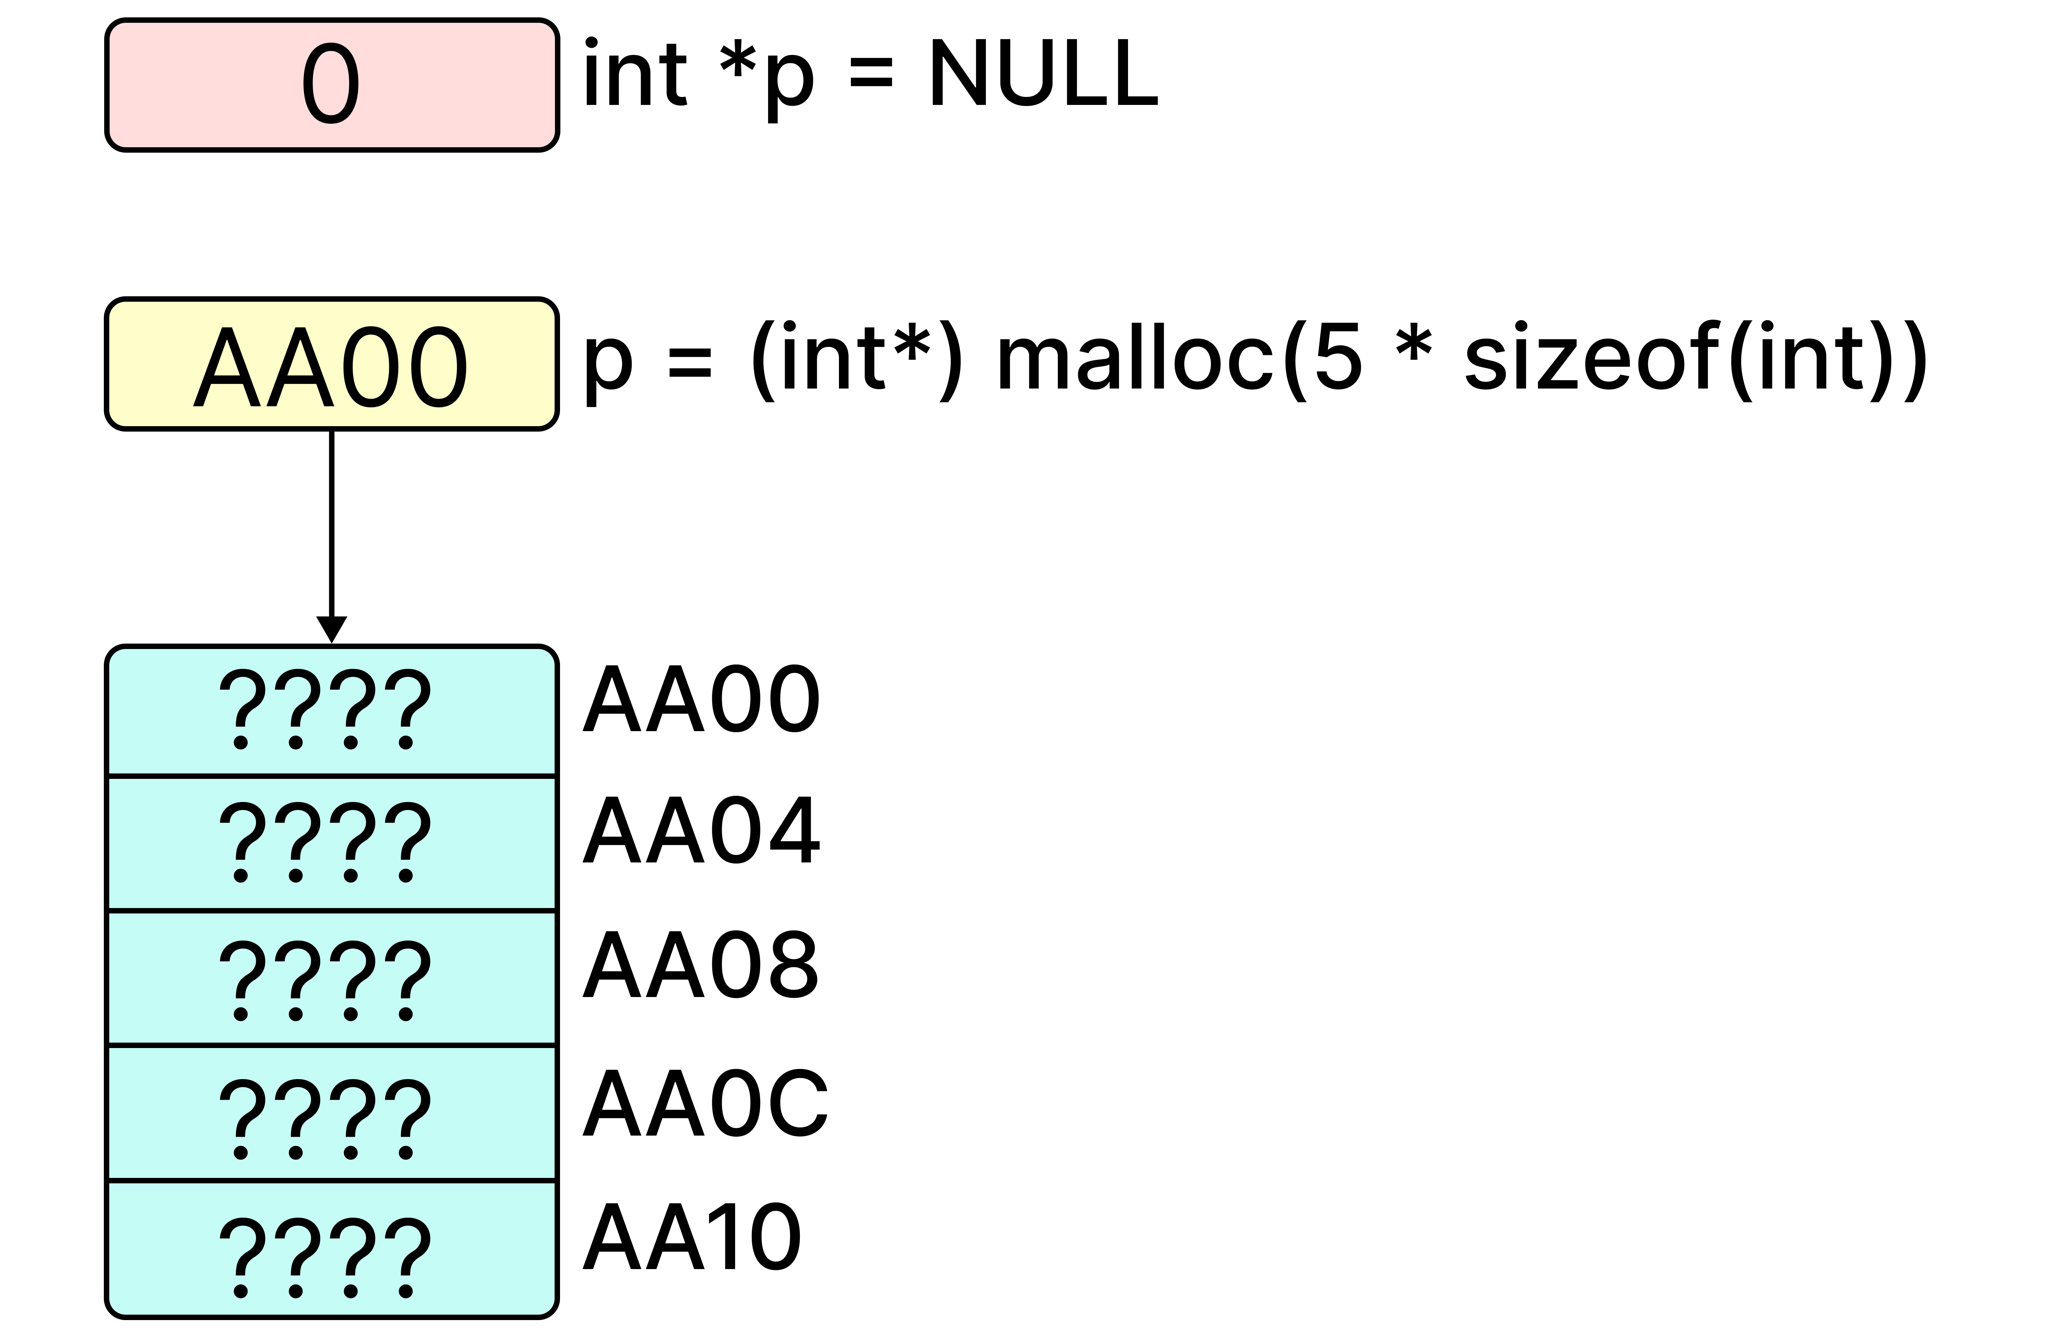 0 int *p = NULL
AA00 p = (int*) malloc(5 * sizeof(int))
???? AA00
???? AA04
???? AA08
???? AA0C
???? AA10